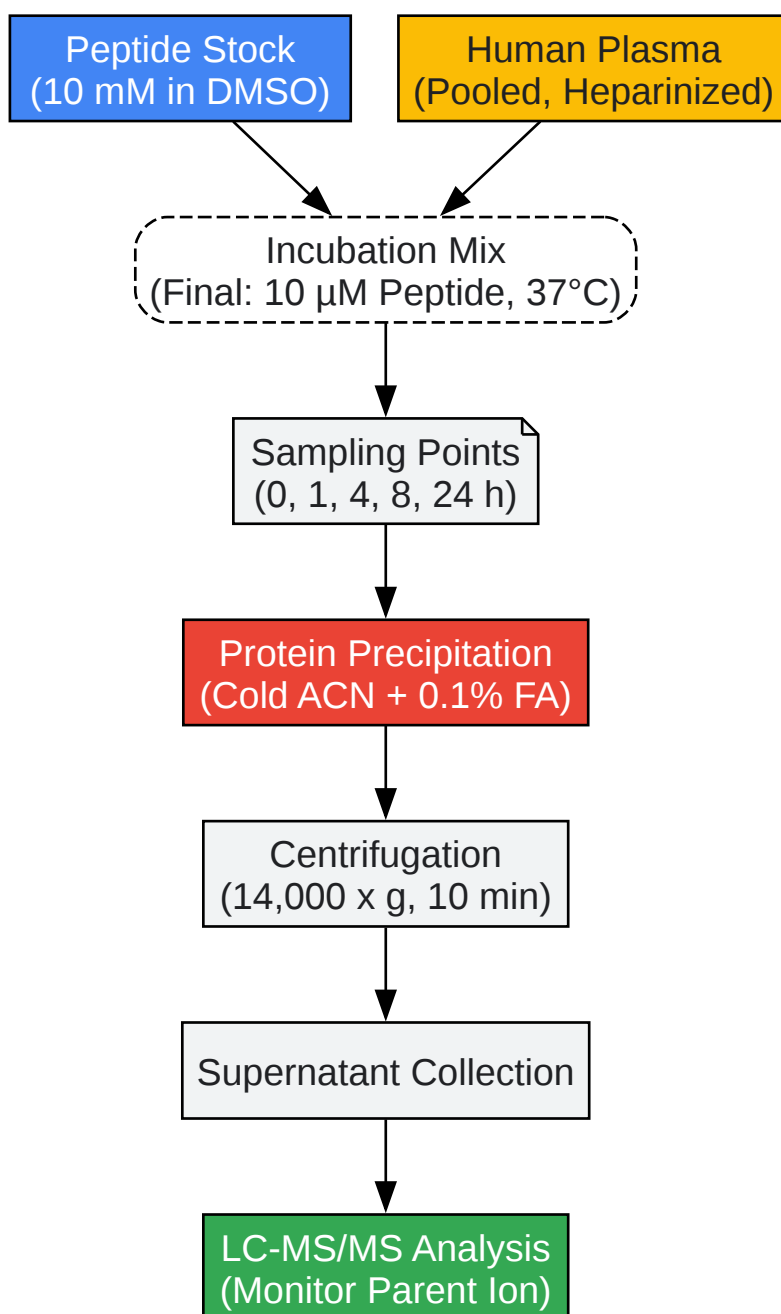 Peptide Stock
(10 mM in DMSO)
Human Plasma
(Pooled, Heparinized)
Incubation Mix
(Final: 10 µM Peptide, 37°C)
Sampling Points
(0, 1, 4, 8, 24 h)
Protein Precipitation
(Cold ACN + 0.1% FA)
Centrifugation
(14,000 x g, 10 min)
Supernatant Collection
LC-MS/MS Analysis
(Monitor Parent Ion)